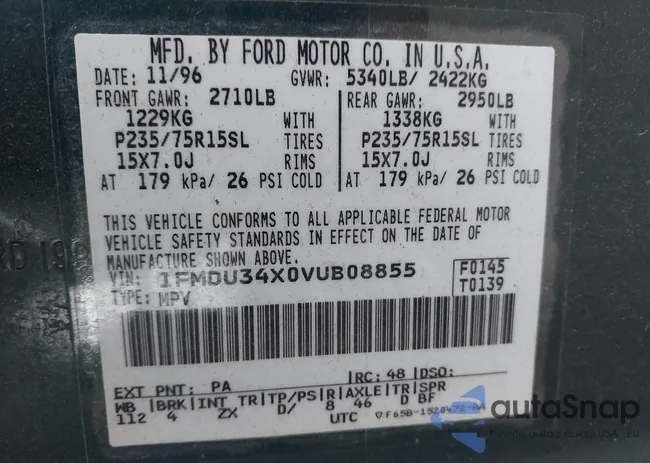 MFD. BY FORD MOTOR CO. IN U.S.A.
DATE: 11/96 GVWR: 5340LB/ 2422KG
FRONT GAWR: 2710LB REAR GAWR: 2950LB
1229KG WITH 1338KG WITH
P235/75R15SL TIRES P235/75R15SL TIRES
15X7.0J RIMS 15X7.0J RIMS
AT 179 kPa/ 26 PSI COLD AT 179 kPa/ 26 PSI COLD
THIS VEHICLE CONFORMS TO ALL APPLICABLE FEDERAL MOTOR
VEHICLE SAFETY STANDARDS IN EFFECT ON THE DATE OF
MANUFACTURE SHOWN ABOVE.
VIN: 1FMDU34X0VUB08855 F0145
TYPE: MPV T0139
EXT PNT: PA RC: 48 DSO:
WB BRK INT TR TP/PS R AXLE TR SPR
112 4 ZX D/ 8 46 D BF
UTC
autoSnap